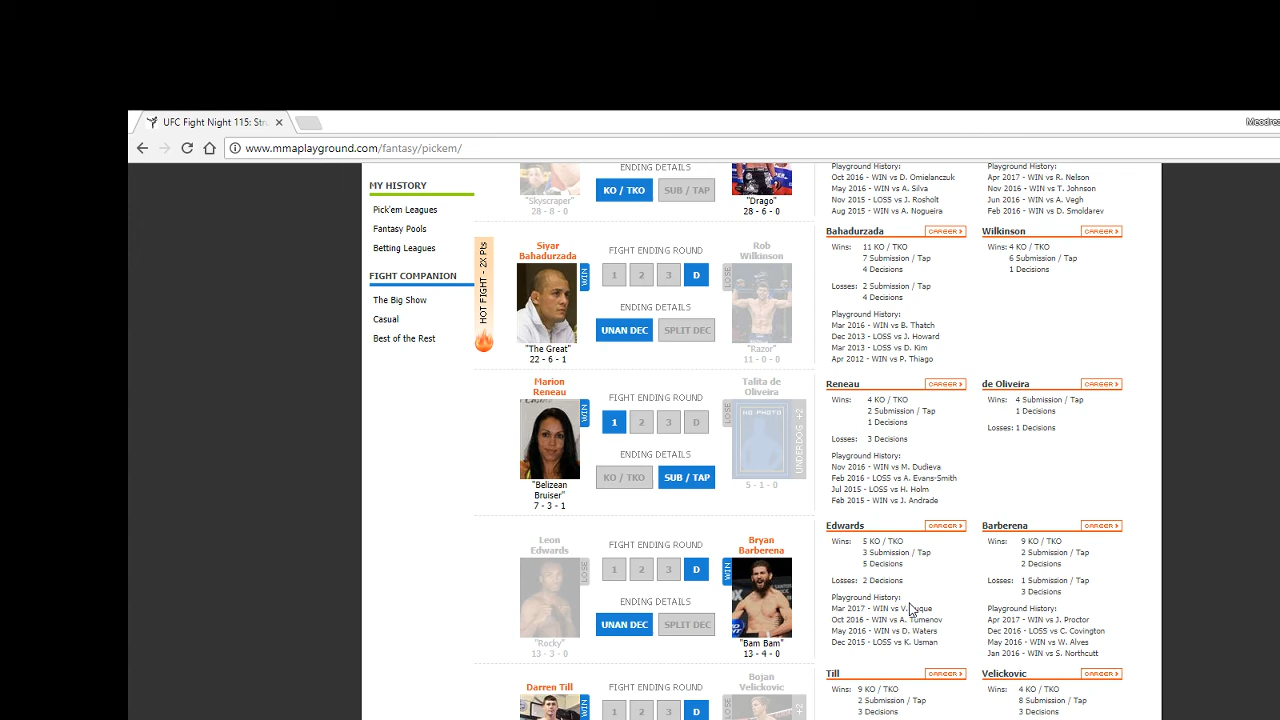 UFC Fight Night 115: Str
Meodrea
www.mmaplayground.com/fantasy/pickem/
MY HISTORY
Pick'em Leagues
Fantasy Pools
Betting Leagues
FIGHT COMPANION
The Big Show
Casual
Best of the Rest
ENDING DETAILS
KO / TKO
SUB / TAP
"Skyscraper"
28 - 8 - 0
"Drago"
28 - 6 - 0
Playground History:
Oct 2016 - WIN vs D. Omielanczuk
May 2016 - WIN vs A. Silva
Jun 2015 - LOSS vs J. Rosholt
Aug 2015 - WIN vs A. Nogueira
Playground History:
Apr 2017 - WIN vs R. Nelson
Nov 2016 - WIN vs T. Johnson
Jun 2016 - WIN vs A. Vegh
Feb 2016 - WIN vs D. Smoldarev
HOT FIGHT - 2X Pts
Siyar
Bahadurzada
WIN
"The Great"
22 - 6 - 1
FIGHT ENDING ROUND
1 2 3 D
ENDING DETAILS
UNAN DEC
SPLIT DEC
Rob
Wilkinson
LOSE
"Razor"
11 - 0 - 0
Bahadurzada
CAREER
Wins: 11 KO / TKO
7 Submission / Tap
4 Decisions
Losses: 2 Submission / Tap
4 Decisions
Playground History:
Mar 2016 - WIN vs B. Thatch
Dec 2013 - LOSS vs J. Howard
Mar 2013 - LOSS vs D. Kim
Apr 2012 - WIN vs P. Thiago
Wilkinson
CAREER
Wins: 4 KO / TKO
6 Submission / Tap
1 Decisions
Marion
Reneau
WIN
"Belizean
Bruiser"
7 - 3 - 1
FIGHT ENDING ROUND
1 2 3 D
ENDING DETAILS
KO / TKO
SUB / TAP
Talita de
Oliveira
LOSE
NO PHOTO
UNDERDOG +2
5 - 1 - 0
Reneau
CAREER
Wins: 4 KO / TKO
2 Submission / Tap
1 Decisions
Losses: 3 Decisions
Playground History:
Nov 2016 - WIN vs M. Dudieva
Feb 2016 - LOSS vs A. Evans-Smith
Jul 2015 - LOSS vs H. Holm
Feb 2015 - WIN vs J. Andrade
de Oliveira
CAREER
Wins: 4 Submission / Tap
1 Decisions
Losses: 1 Decisions
Leon
Edwards
LOSE
"Rocky"
13 - 3 - 0
FIGHT ENDING ROUND
1 2 3 D
ENDING DETAILS
UNAN DEC
SPLIT DEC
Bryan
Barberena
WIN
"Bam Bam"
13 - 4 - 0
Edwards
CAREER
Wins: 5 KO / TKO
3 Submission / Tap
5 Decisions
Losses: 2 Decisions
Playground History:
Mar 2017 - WIN vs V.
Oct 2016 - WIN vs A. Tumenov
May 2016 - WIN vs D. Waters
Dec 2015 - LOSS vs K. Usman
Barberena
CAREER
Wins: 9 KO / TKO
2 Submission / Tap
2 Decisions
Losses: 1 Submission / Tap
3 Decisions
Playground History:
Apr 2017 - WIN vs J. Proctor
Dec 2016 - LOSS vs C. Covington
May 2016 - WIN vs W. Alves
Jan 2016 - WIN vs S. Northcutt
Darren Till
WIN
FIGHT ENDING ROUND
1 2 3 D
Bojan
Velickovic
LOSE
Till
CAREER
Wins: 9 KO / TKO
2 Submission / Tap
3 Decisions
Velickovic
CAREER
Wins: 4 KO / TKO
8 Submission / Tap
3 Decisions